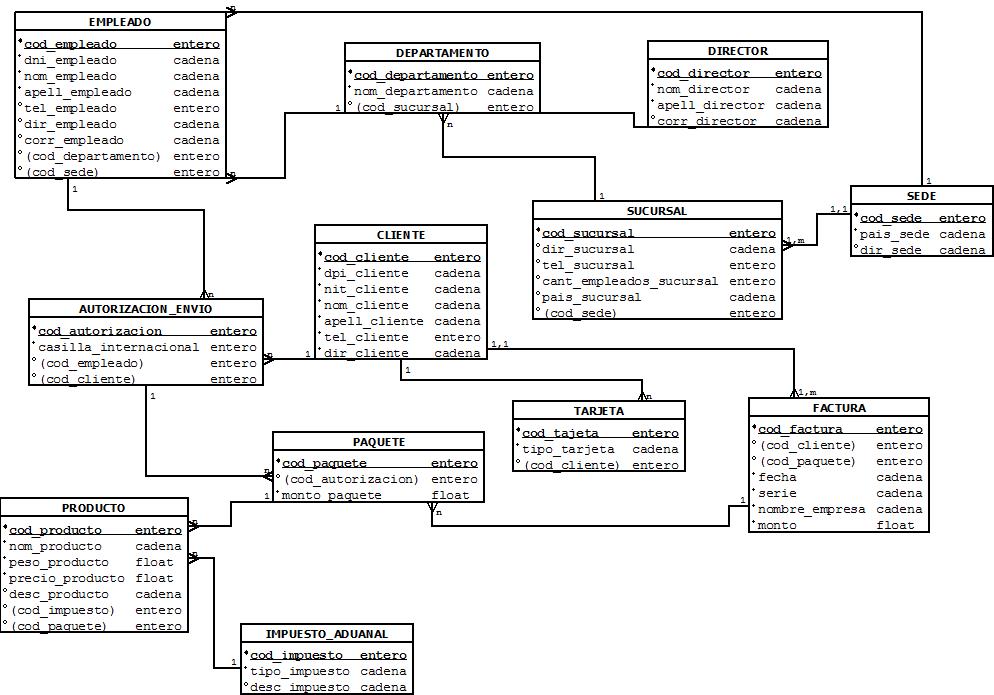 EMPLEADO
cod_empleado entero
dni_empleado cadena
nom_empleado cadena
apell_empleado cadena
tel_empleado entero
dir_empleado cadena
corr_empleado cadena
(cod_departamento) entero
(cod_sede) entero
n
n
1
DEPARTAMENTO
cod_departamento entero
nom_departamento cadena
(cod_sucursal) entero
1
n
DIRECTOR
cod_director entero
nom_director cadena
apell_director cadena
corr_director cadena
SEDE
cod_sede entero
pais_sede cadena
dir_sede cadena
1
1,1
SUCURSAL
cod_sucursal entero
dir_sucursal cadena
tel_sucursal entero
cant_empleados_sucursal entero
pais_sucursal cadena
(cod_sede) entero
1
1,m
CLIENTE
cod_cliente entero
dpi_cliente cadena
nit_cliente cadena
nom_cliente cadena
apell_cliente cadena
tel_cliente entero
dir_cliente cadena
1
1
1,1
AUTORIZACION_ENVIO
cod_autorizacion entero
casilla_internacional entero
(cod_empleado) entero
(cod_cliente) entero
n
n
1
TARJETA
cod_tajeta entero
tipo_tarjeta cadena
(cod_cliente) entero
n
FACTURA
cod_factura entero
(cod_cliente) entero
(cod_paquete) entero
fecha cadena
serie cadena
nombre_empresa cadena
monto float
1,m
1
PAQUETE
cod_paquete entero
(cod_autorizacion) entero
monto_paquete float
n
1
n
PRODUCTO
cod_producto entero
nom_producto cadena
peso_producto float
precio_producto float
desc_producto cadena
(cod_impuesto) entero
(cod_paquete) entero
n
n
IMPUESTO_ADUANAL
cod_impuesto entero
tipo_impuesto cadena
desc_impuesto cadena
1